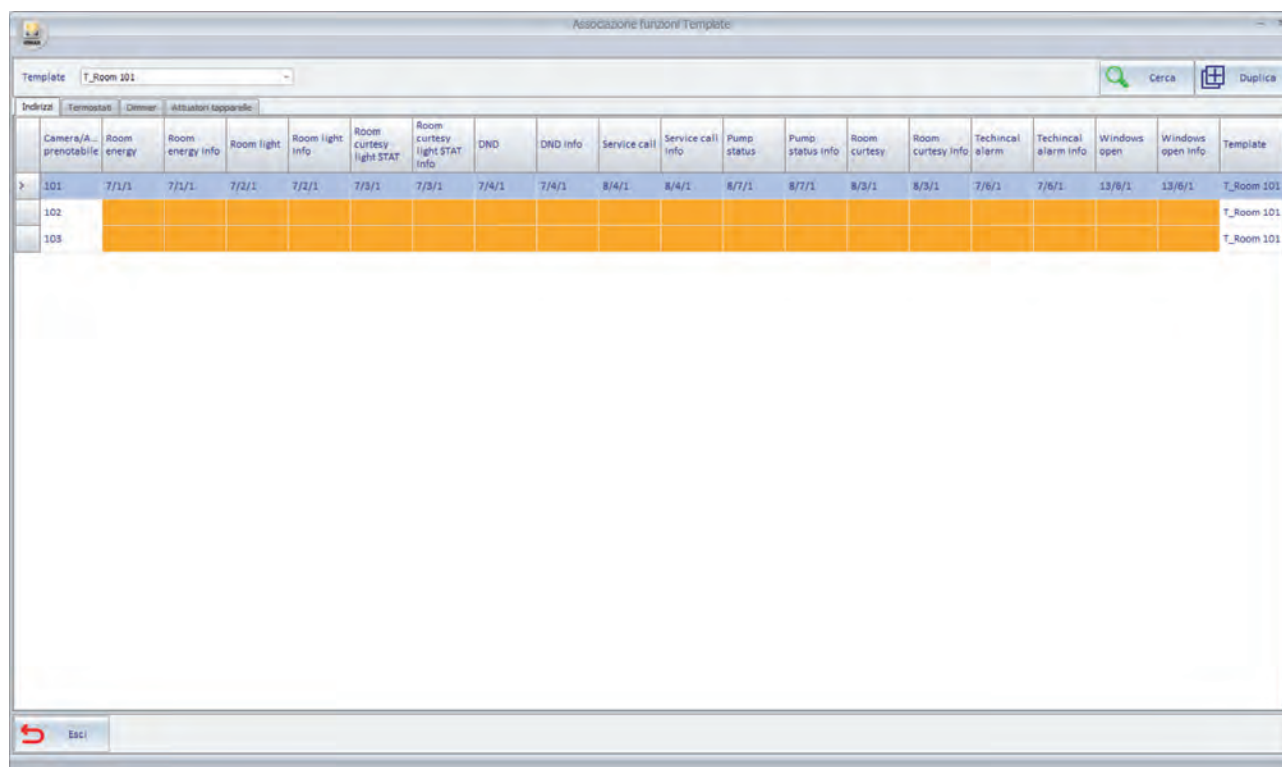 Associazione funzioni Template
Template T_Room 101 Cerca Duplica
Indirizzi Termostati Dimmer Attuatori tapparelle
Camera/A... prenotabile Room energy Room energy Info Room light Room light Info Room curtesy light STAT Room curtesy light STAT Info DND DND Info Service call Service call Info Pump status Pump status Info Room curtesy Room curtesy Info Techincal alarm Techincal alarm Info Windows open Windows open Info Template
> 101 7/1/1 7/1/1 7/2/1 7/2/1 7/3/1 7/3/1 7/4/1 7/4/1 8/4/1 8/4/1 8/7/1 8/7/1 8/3/1 8/3/1 7/6/1 7/6/1 13/6/1 13/6/1 T_Room 101
102 T_Room 101
103 T_Room 101
Esci